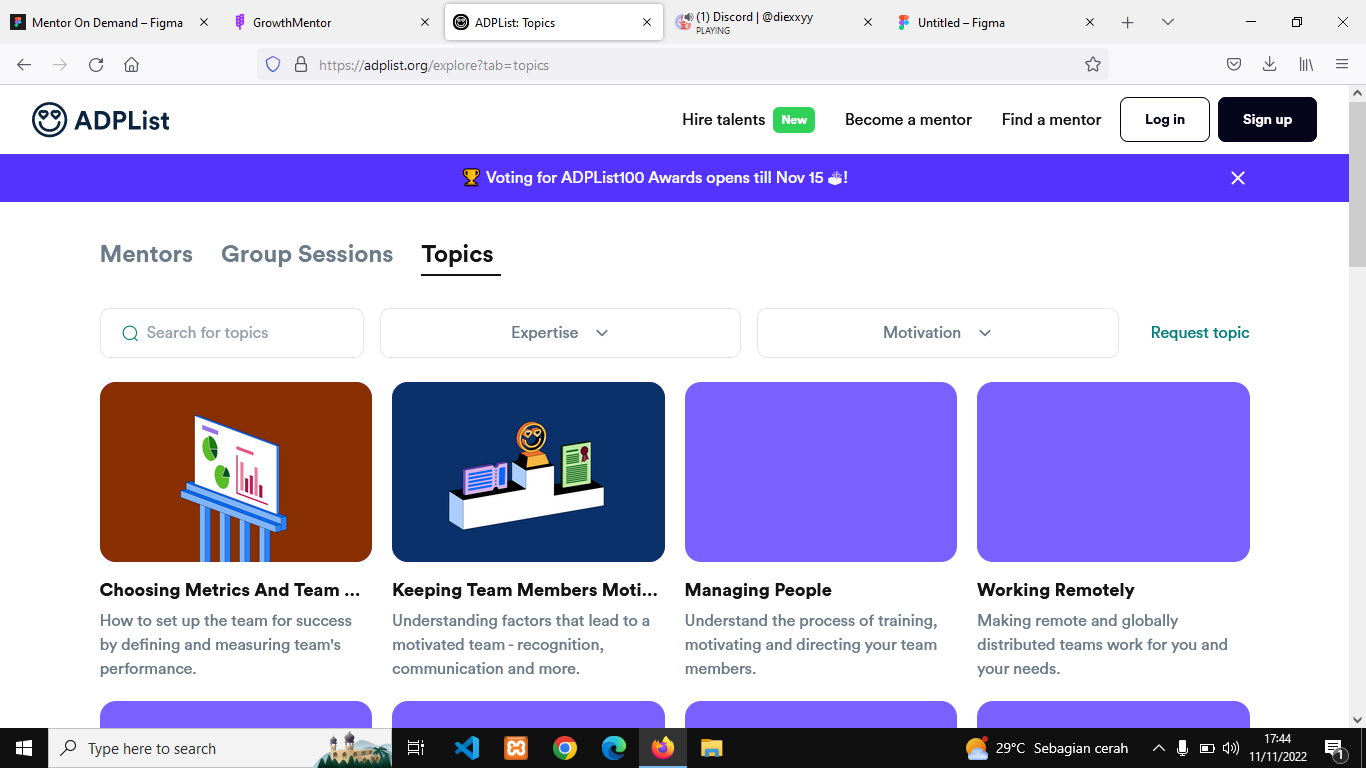 Mentor On Demand – Figma
GrowthMentor
ADPList: Topics
(1) Discord | @diexxyy
PLAYING
Untitled – Figma
https://adplist.org/explore?tab=topics
ADPList
Hire talents New
Become a mentor
Find a mentor
Log in
Sign up
🏆 Voting for ADPList100 Awards opens till Nov 15 🗳!
Mentors
Group Sessions
Topics
Search for topics
Expertise
Motivation
Request topic
Choosing Metrics And Team ...
How to set up the team for success
by defining and measuring team's
performance.
Keeping Team Members Moti...
Understanding factors that lead to a
motivated team - recognition,
communication and more.
Managing People
Understand the process of training,
motivating and directing your team
members.
Working Remotely
Making remote and globally
distributed teams work for you and
your needs.
Type here to search
29°C Sebagian cerah
17:44
11/11/2022
1